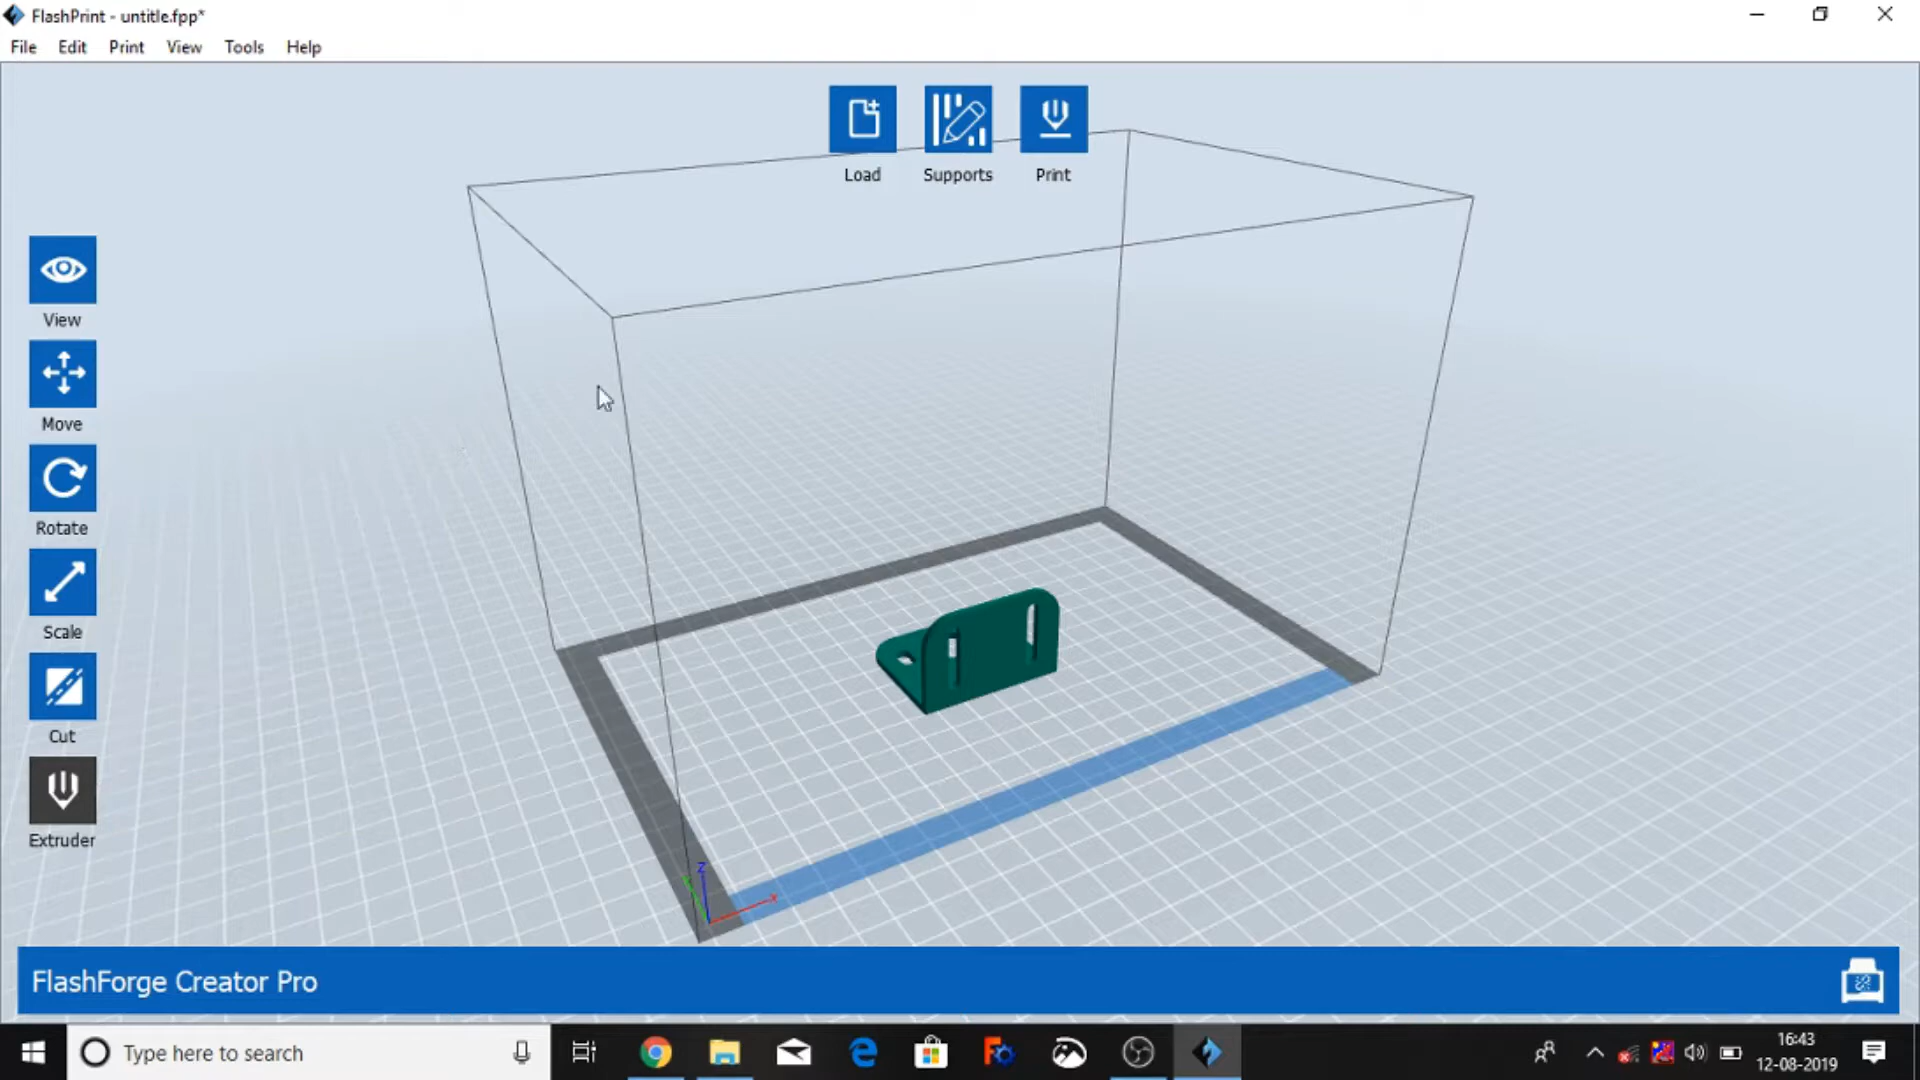 FlashPrint - untitle.fpp*
File Edit Print View Tools Help
Load Supports Print
View
Move
Rotate
Scale
Cut
Extruder
Z
x
FlashForge Creator Pro
Type here to search
16:43
12-08-2019